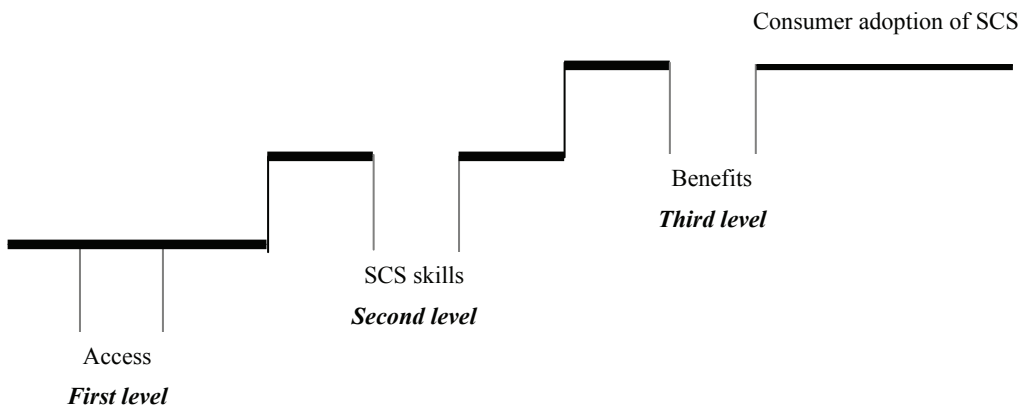 Consumer adoption of SCS
Benefits
Third level
SCS skills
Second level
Access
First level